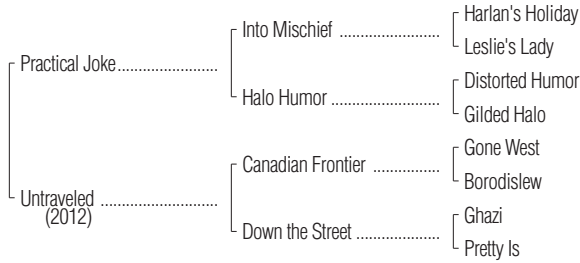 Harlan's Holiday
Into Mischief ....................
Leslie's Lady
Practical Joke.......................
Distorted Humor
Halo Humor ......................
Gilded Halo
Gone West
Canadian Frontier ..............
Borodislew
Untraveled ..........................
(2012)
Ghazi
Down the Street .................
Pretty Is